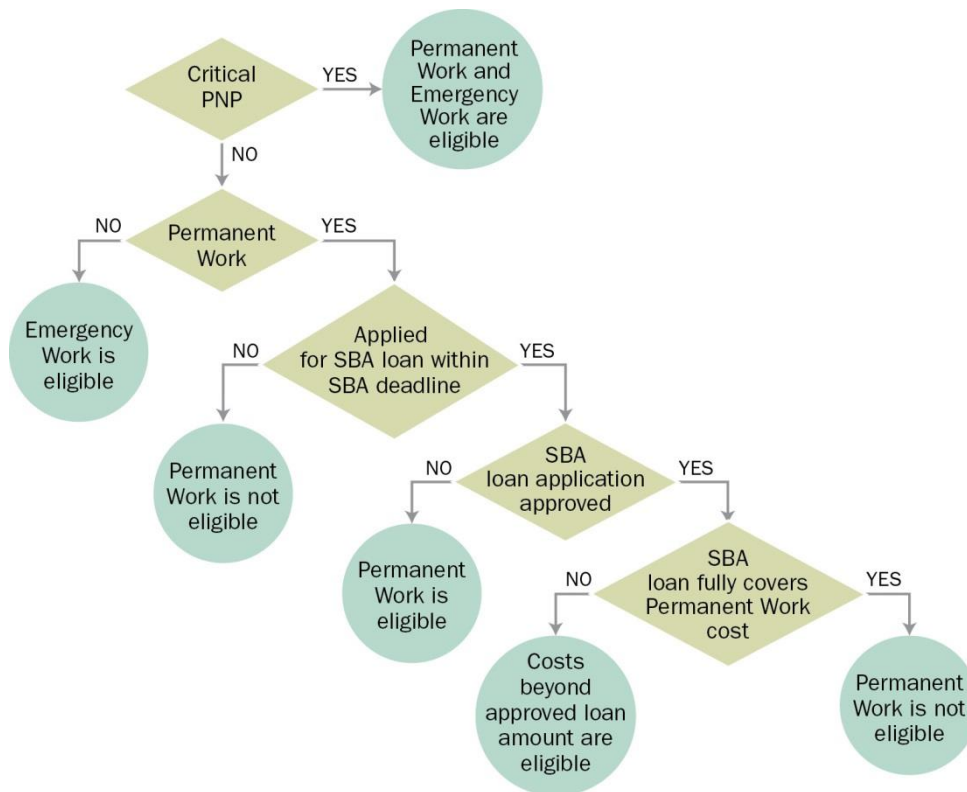 Critical
PNP
YES
Permanent
Work and
Emergency
Work are
eligible
NO
NO
Permanent
Work
YES
Emergency
Work is
eligible
NO
Applied
for SBA loan within
SBA deadline
YES
Permanent
Work is not
eligible
NO
SBA
loan application
approved
YES
Permanent
Work is
eligible
NO
SBA
loan fully covers
Permanent Work
cost
YES
Costs
beyond
approved loan
amount are
eligible
Permanent
Work is not
eligible